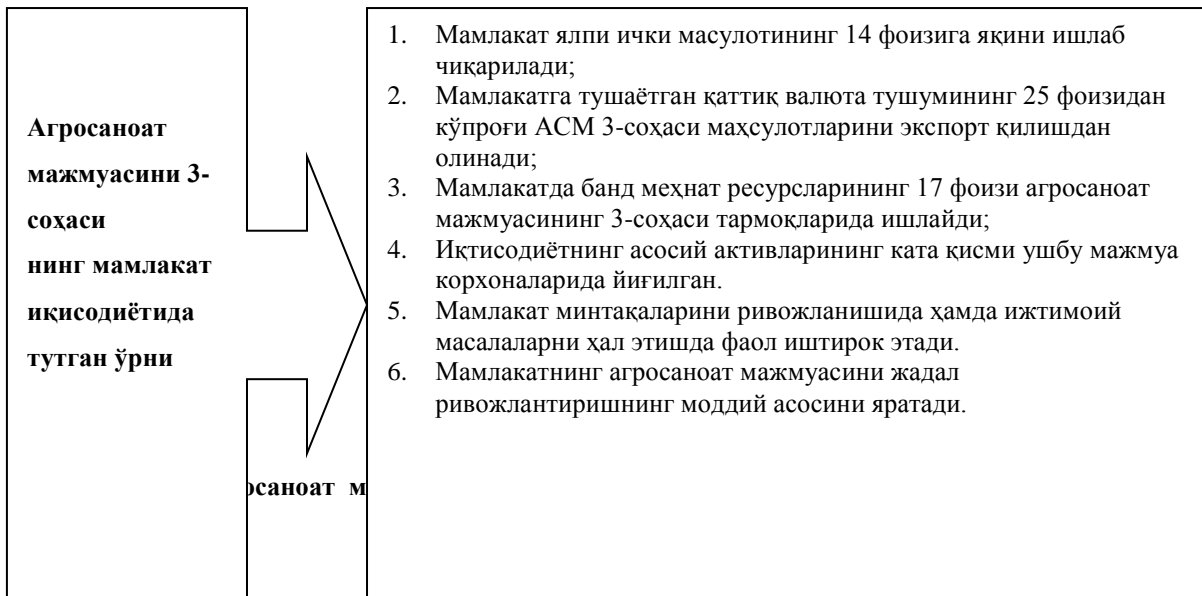 Агросаноат
мажмуасини 3-
соҳаси
нинг мамлакат
иқисодиётида
тутган ўрни
1. Мамлакат ялпи ички масулотининг 14 фоизига яқини ишлаб
чиқарилади;
2. Мамлакатга тушаётган қаттиқ валюта тушумининг 25 фоизидан
кўпроғи АСМ 3-соҳаси маҳсулотларини экспорт қилишдан
олинади;
3. Мамлакатда банд меҳнат ресурсларининг 17 фоизи агросаноат
мажмуасининг 3-соҳаси тармоқларида ишлайди;
4. Иқтисодиётнинг асосий активларининг ката қисми ушбу мажмуа
корхоналарида йиғилган.
5. Мамлакат минтақаларини ривожланишида ҳамда ижтимоий
масалаларни ҳал этишда фаол иштирок этади.
6. Мамлакатнинг агросаноат мажмуасини жадал
ривожлантиришнинг моддий асосини яратади.
осаноат м